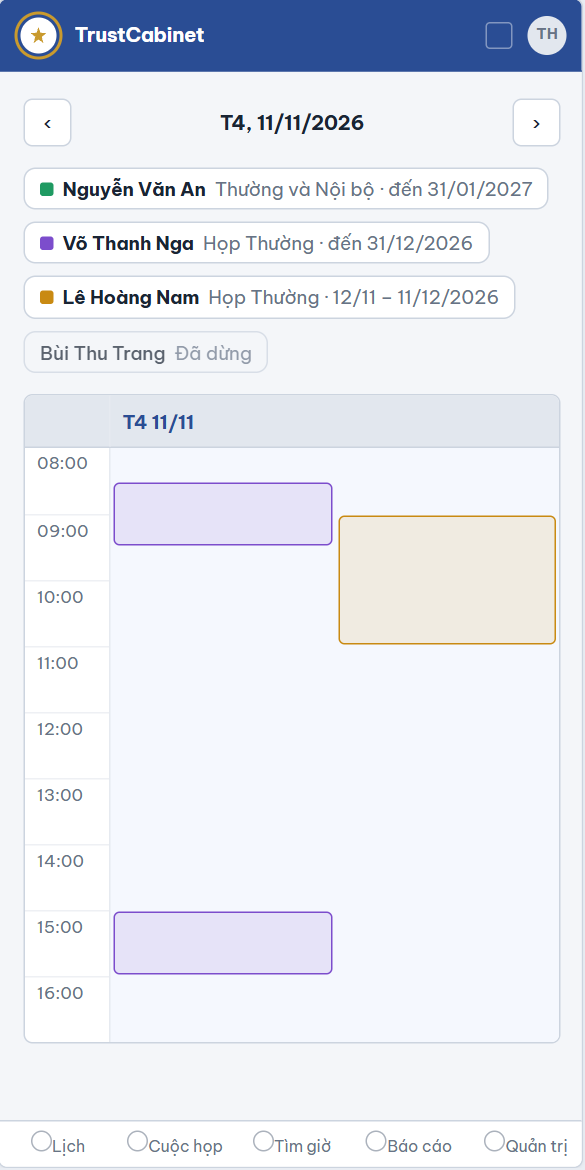 TrustCabinet
TH
‹
T4, 11/11/2026
›
Nguyễn Văn An Thường và Nội bộ · đến 31/01/2027
Võ Thanh Nga Họp Thường · đến 31/12/2026
Lê Hoàng Nam Họp Thường · 12/11 – 11/12/2026
Bùi Thu Trang Đã dừng
T4 11/11
08:00
09:00
10:00
11:00
12:00
13:00
14:00
15:00
16:00
Lịch Cuộc họp Tìm giờ Báo cáo Quản trị